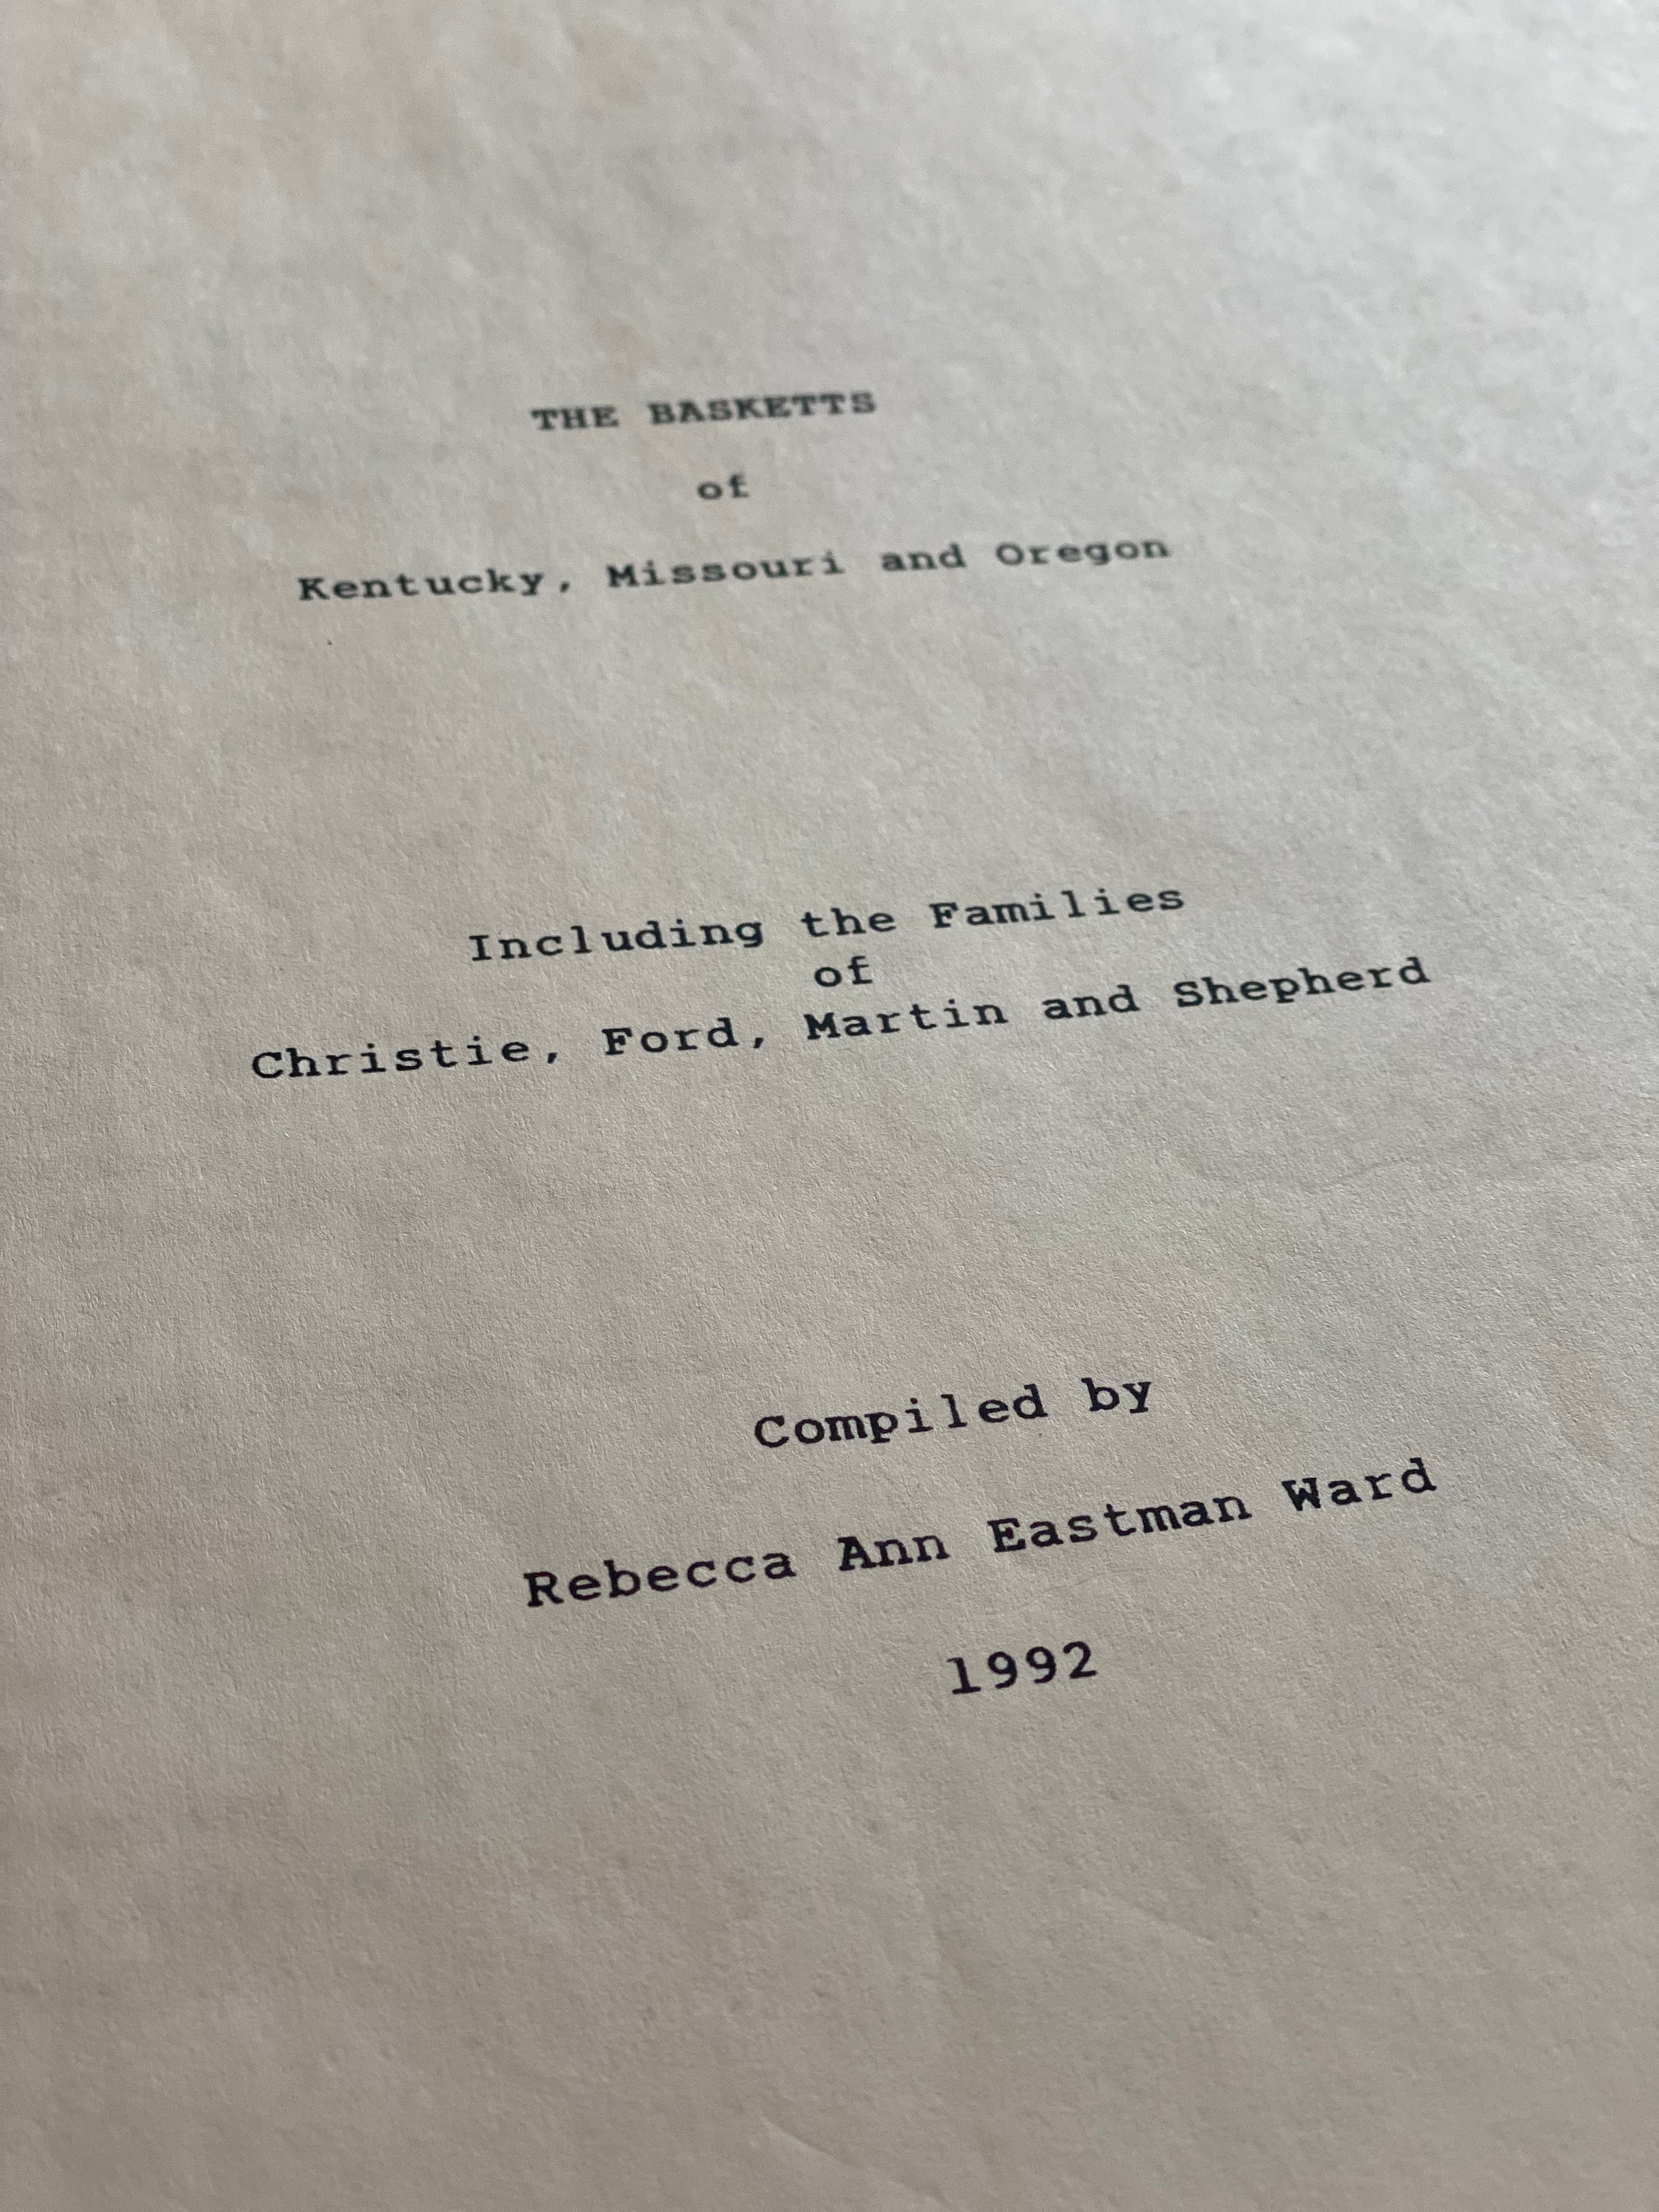 THE BASKETTS
of
Kentucky, Missouri and Oregon
Including the Families
of
Christie, Ford, Martin and Shepherd
Compiled by
Rebecca Ann Eastman Ward
1992